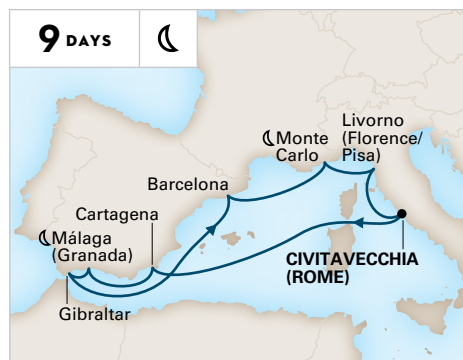 9 DAYS
Livorno
(Florence/
Pisa)
Monte
Carlo
Barcelona
Cartagena
Málaga
(Granada)
CIVITAVECCHIA
(ROME)
Gibraltar